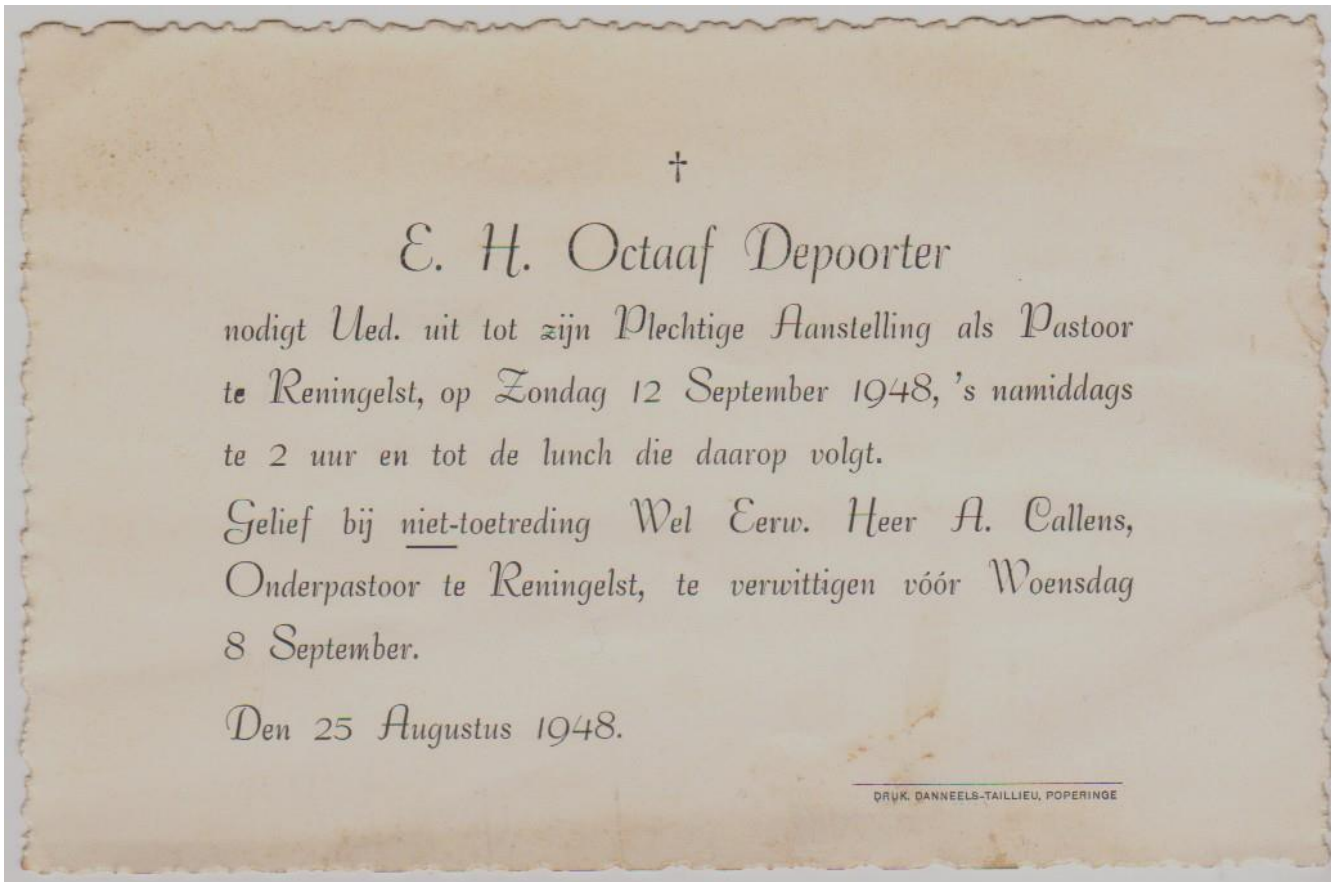 †
E. H. Octaaf Depoorter
nodigt Ued. uit tot zijn Plechtige Aanstelling als Pastoor
te Reningelst, op Zondag 12 September 1948, 's namiddags
te 2 uur en tot de lunch die daarop volgt.
Gelief bij niet-toetreding Wel Eerw. Heer A. Callens,
Onderpastoor te Reningelst, te verwittigen vóór Woensdag
8 September.
Den 25 Augustus 1948.
DRUK. DANNEELS-TAILLIEU, POPERINGE